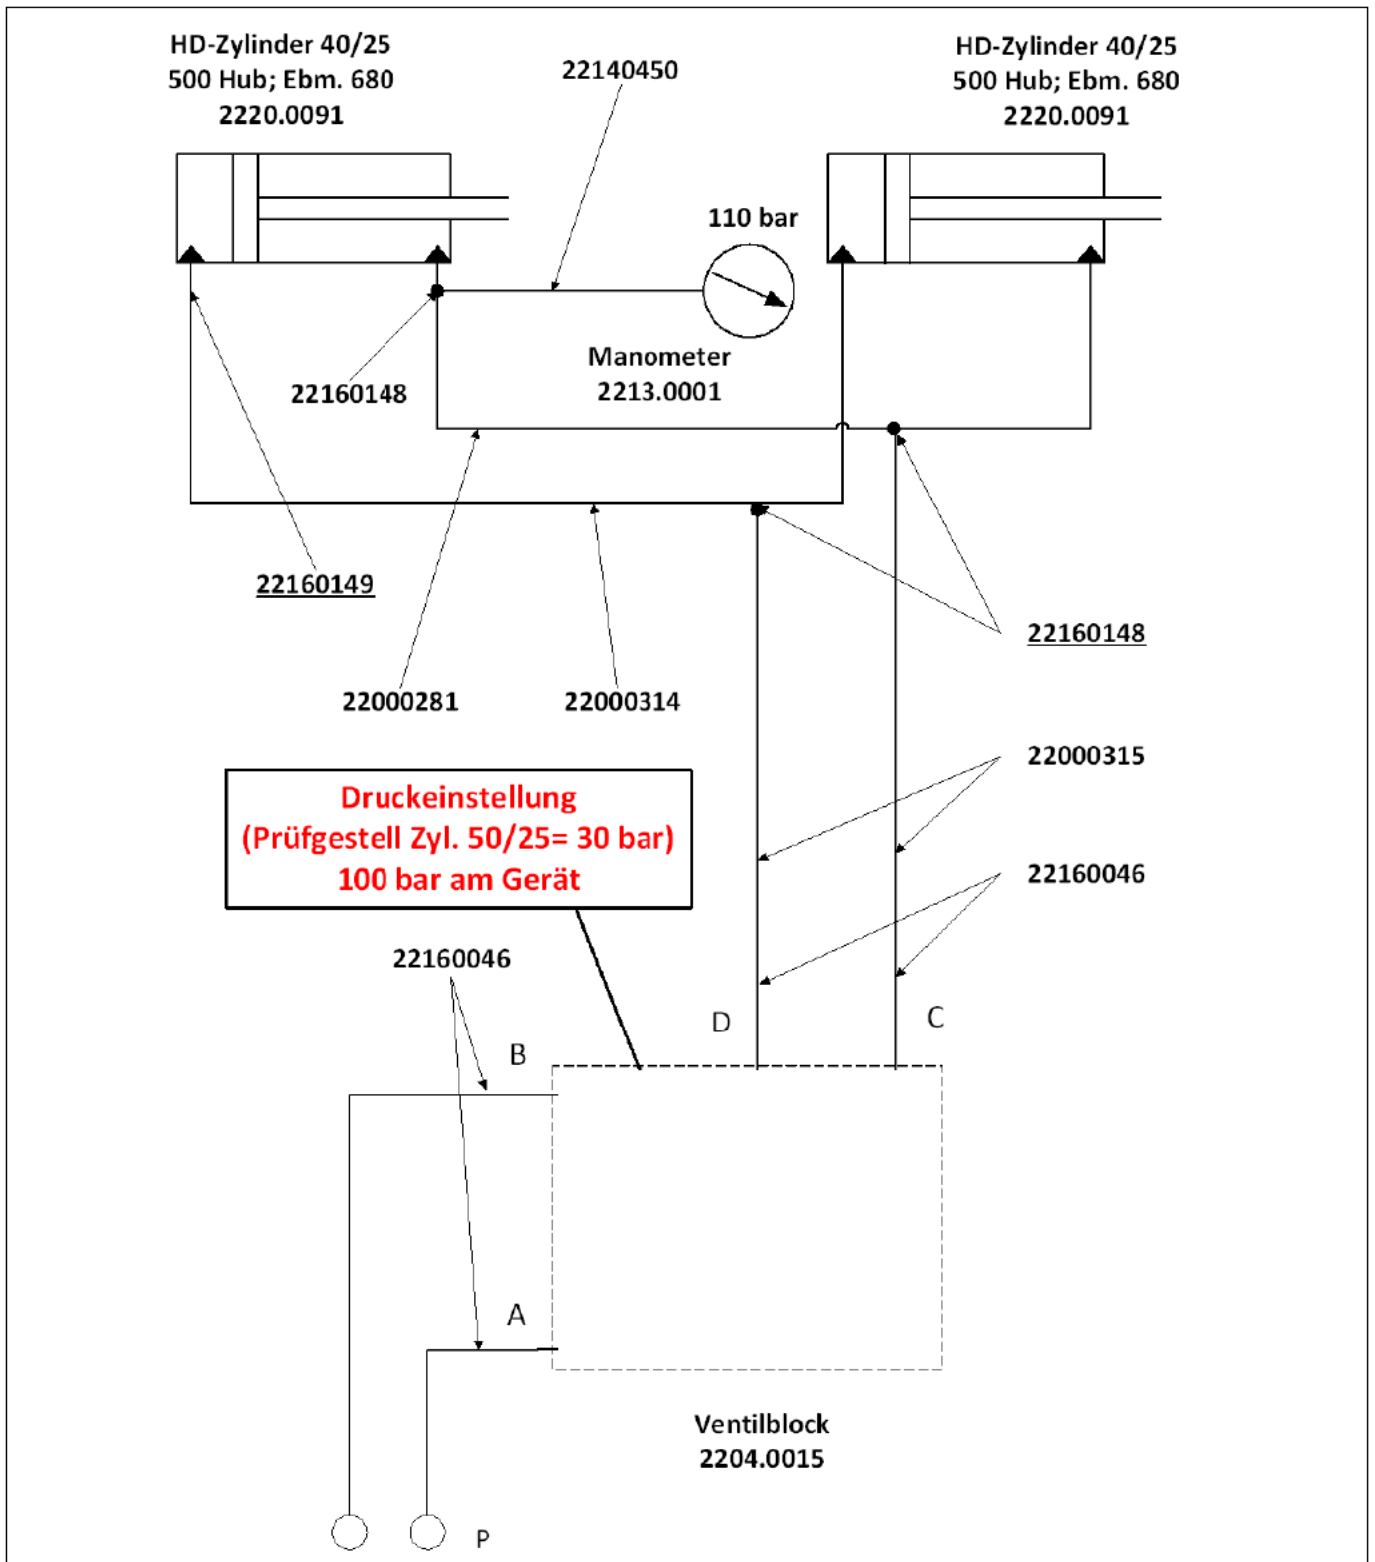 HD-Zylinder 40/25
500 Hub; Ebm. 680
2220.0091
22140450
HD-Zylinder 40/25
500 Hub; Ebm. 680
2220.0091
110 bar
Manometer
2213.0001
22160148
22160149
22160148
22000281
22000314
22000315
Druckeinstellung
(Prüfgestell Zyl. 50/25= 30 bar)
100 bar am Gerät
22160046
22160046
D
C
B
A
Ventilblock
2204.0015
P